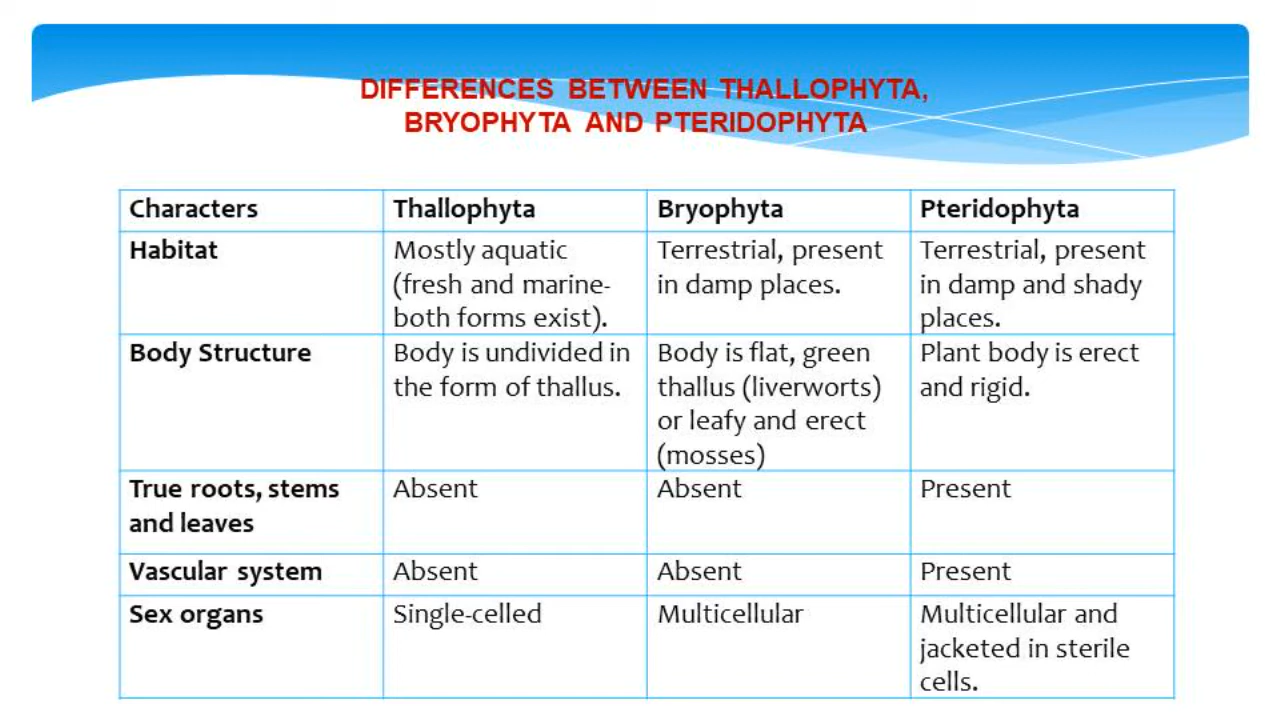 DIFFERENCES BETWEEN THALLOPHYTA,
BRYOPHYTA AND PTERIDOPHYTA
Characters
Thallophyta
Bryophyta
Pteridophyta
Habitat
Mostly aquatic
(fresh and marine-
both forms exist).
Terrestrial, present
in damp places.
Terrestrial, present
in damp and shady
places.
Body Structure
Body is undivided in
the form of thallus.
Body is flat, green
thallus (liverworts)
or leafy and erect
(mosses)
Plant body is erect
and rigid.
True roots, stems
and leaves
Absent
Absent
Present
Vascular system
Absent
Absent
Present
Sex organs
Single-celled
Multicellular
Multicellular and
jacketed in sterile
cells.